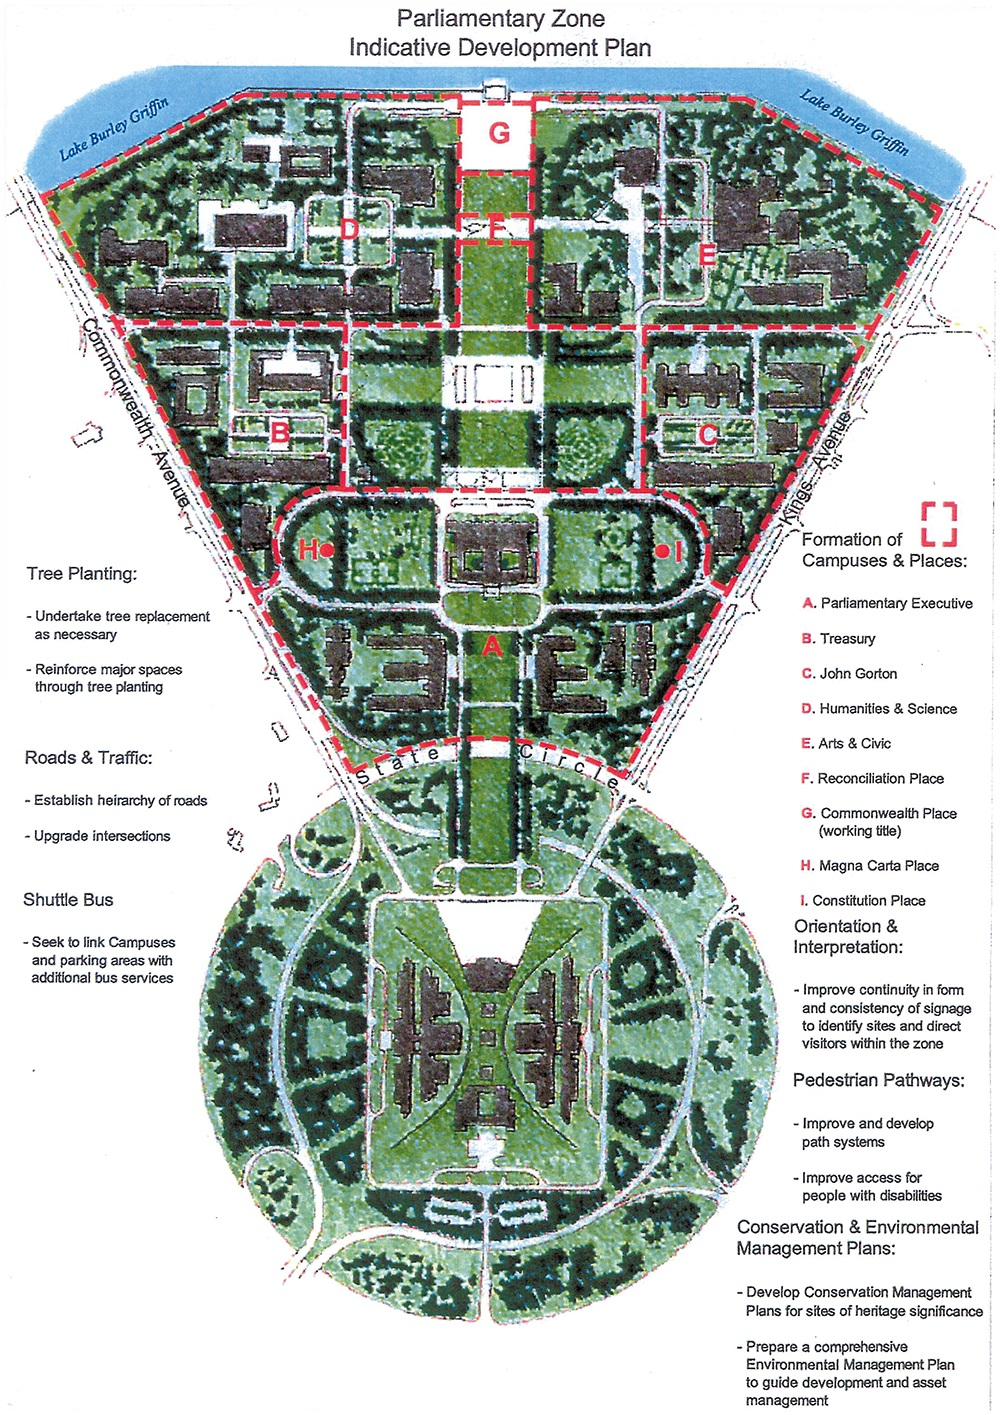 Parliamentary Zone
Indicative Development Plan
Lake Burley Griffin
Lake Burley Griffin
G
D
F
E
B
C
H
I
A
Commonwealth - Avenue
Kings Avenue
State Circle
Tree Planting:
- Undertake tree replacement
as necessary
- Reinforce major spaces
through tree planting
Roads & Traffic:
- Establish heirarchy of roads
- Upgrade intersections
Shuttle Bus
- Seek to link Campuses
and parking areas with
additional bus services
Formation of
Campuses & Places:
A. Parliamentary Executive
B. Treasury
C. John Gorton
D. Humanities & Science
E. Arts & Civic
F. Reconciliation Place
G. Commonwealth Place
(working title)
H. Magna Carta Place
I. Constitution Place
Orientation &
Interpretation:
- Improve continuity in form
and consistency of signage
to identify sites and direct
visitors within the zone
Pedestrian Pathways:
- Improve and develop
path systems
- Improve access for
people with disabilities
Conservation & Environmental
Management Plans:
- Develop Conservation Management
Plans for sites of heritage significance
- Prepare a comprehensive
Environmental Management Plan
to guide development and asset
management